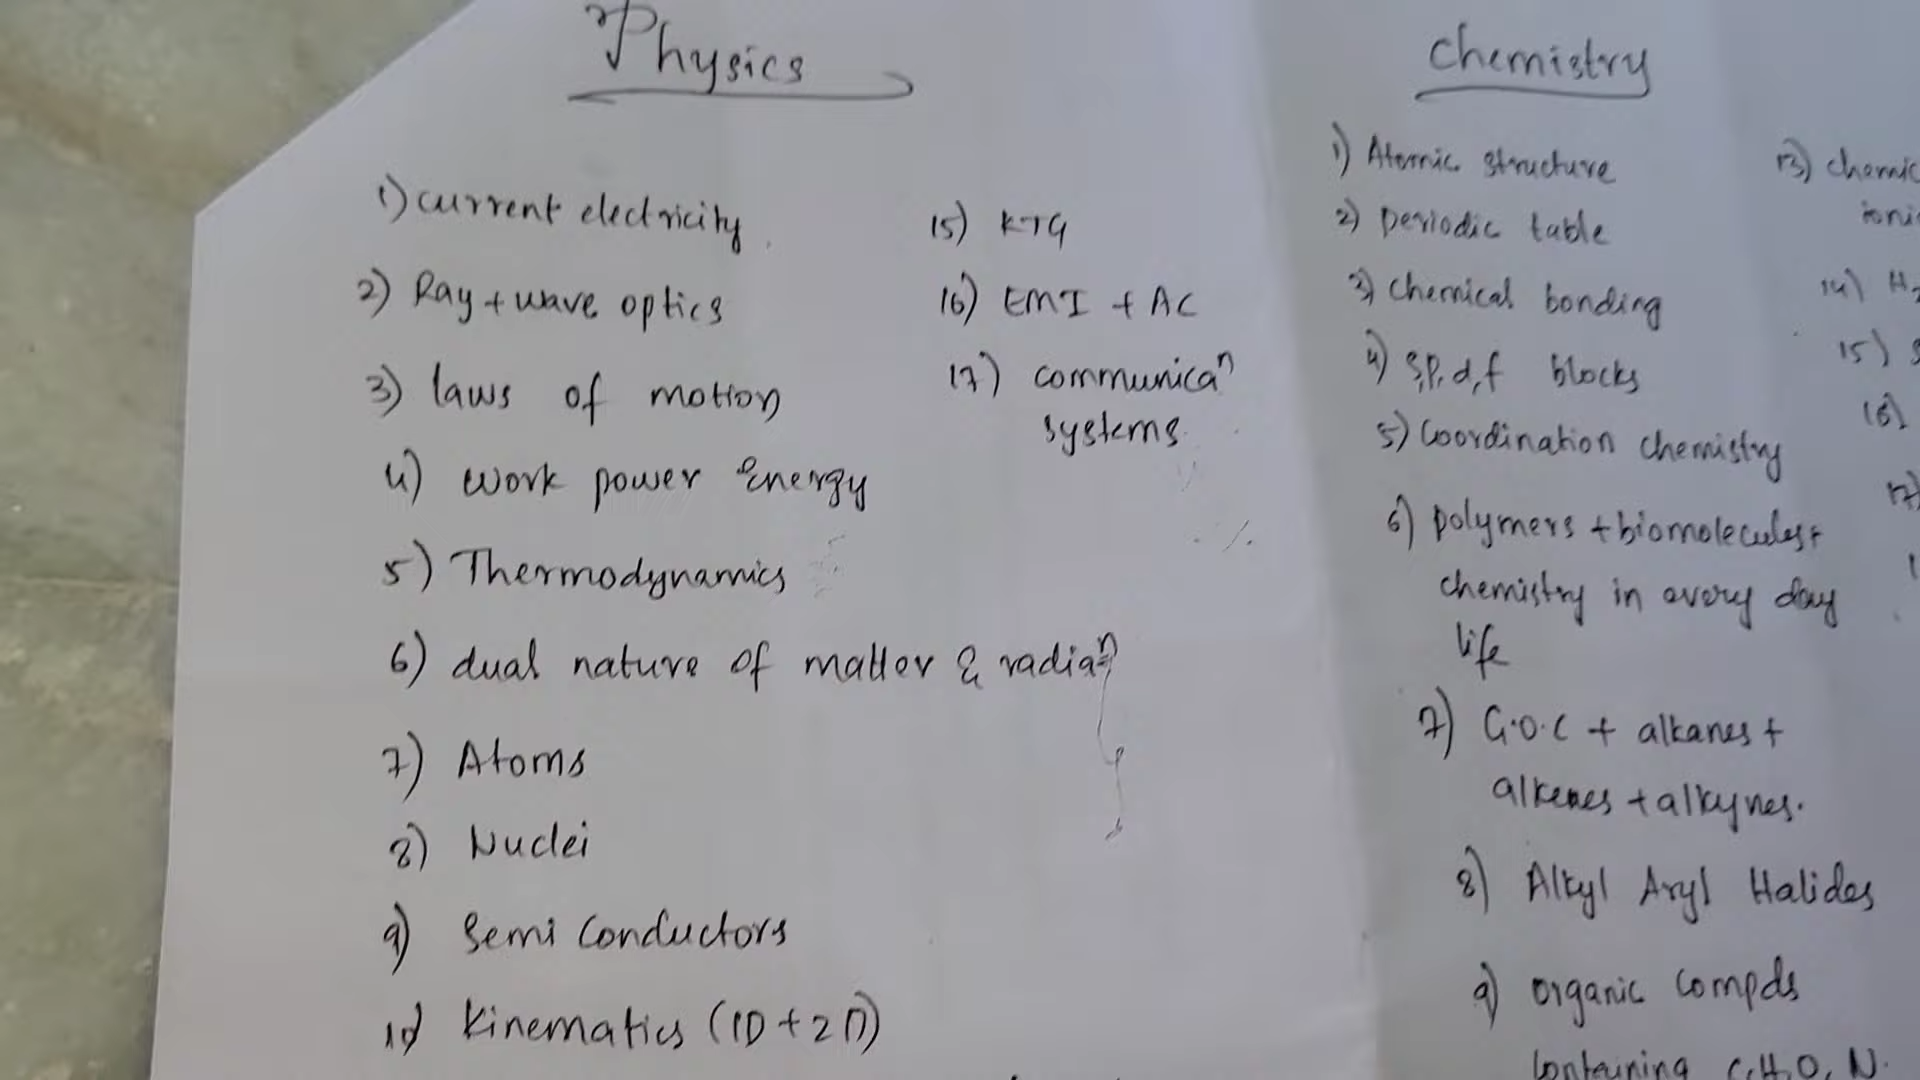 Physics
1) current electricity
2) Ray + wave optics
3) laws of motion
4) work power Energy
5) Thermodynamics
6) dual nature of matter & radiaⁿ
7) Atoms
8) Nuclei
9) Semi Conductors
10) Kinematics (1D + 2D)
15) KTG
16) EMI + AC
17) communicaⁿ
systems
Chemistry
1) Atomic structure
2) Periodic table
3) Chemical bonding
4) S,P,d,f blocks
5) Coordination chemistry
6) Polymers + biomolecules +
chemistry in every day
life
7) G.O.C + alkanes +
alkenes + alkynes.
8) Alkyl Aryl Halides
9) Organic Compds
Containing C,H,O,N.
13) chemic
ionic
14) H2
15) S
16)
17)